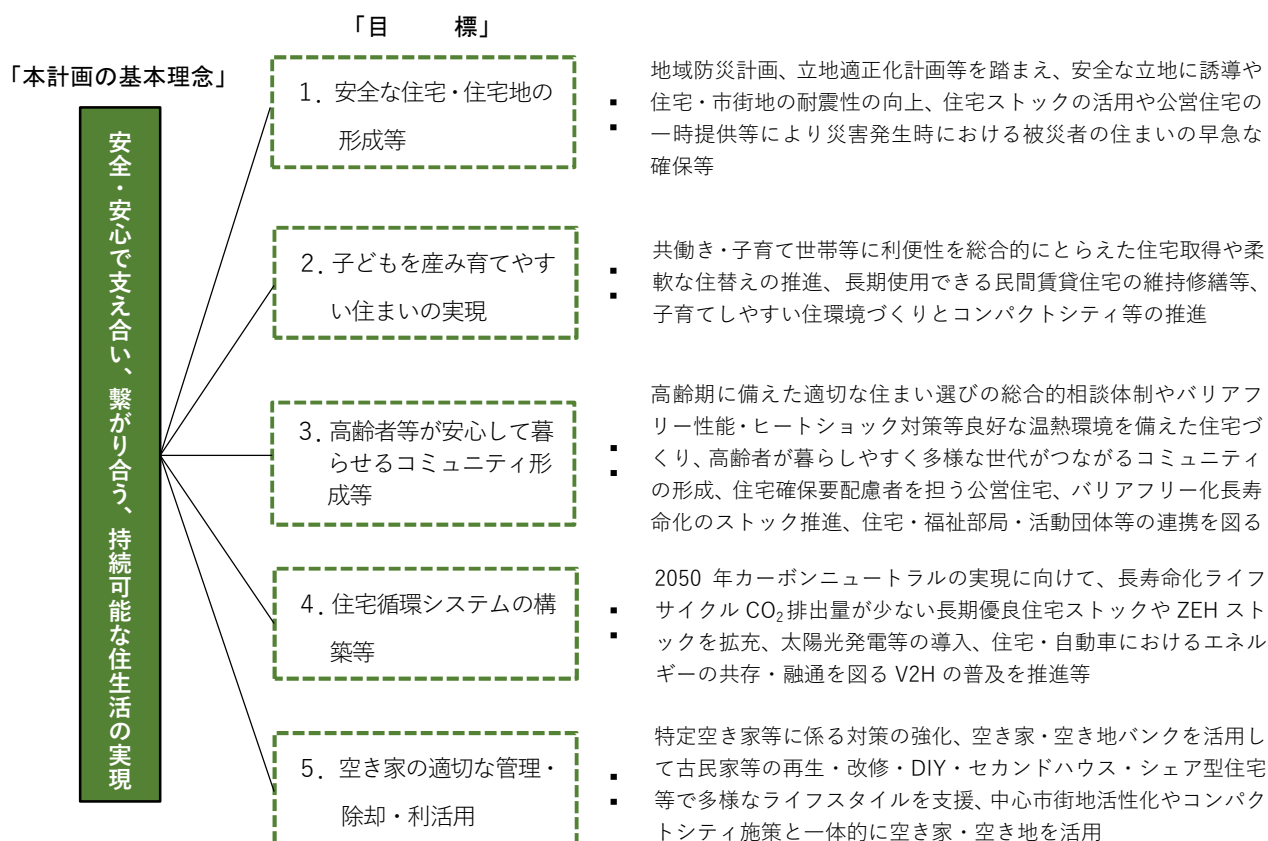 「目　　標」
「本計画の基本理念」
安全・安心で支え合い、繋がり合う、持続可能な住生活の実現
1．安全な住宅・住宅地の
形成等
地域防災計画、立地適正化計画等を踏まえ、安全な立地に誘導や
住宅・市街地の耐震性の向上、住宅ストックの活用や公営住宅の
一時提供等により災害発生時における被災者の住まいの早急な
確保等
2．子どもを産み育てやす
い住まいの実現
共働き・子育て世帯等に利便性を総合的にとらえた住宅取得や柔
軟な住替えの推進、長期使用できる民間賃貸住宅の維持修繕等、
子育てしやすい住環境づくりとコンパクトシティ等の推進
3．高齢者等が安心して暮
らせるコミュニティ形
成等
高齢期に備えた適切な住まい選びの総合的相談体制やバリアフ
リー性能・ヒートショック対策等良好な温熱環境を備えた住宅づ
くり、高齢者が暮らしやすく多様な世代がつながるコミュニティ
の形成、住宅確保要配慮者を担う公営住宅、バリアフリー化長寿
命化のストック推進、住宅・福祉部局・活動団体等の連携を図る
4．住宅循環システムの構
築等
2050 年カーボンニュートラルの実現に向けて、長寿命化ライフ
サイクル CO₂排出量が少ない長期優良住宅ストックや ZEH スト
ックを拡充、太陽光発電等の導入、住宅・自動車におけるエネル
ギーの共存・融通を図る V2H の普及を推進等
5．空き家の適切な管理・
除却・利活用
特定空き家等に係る対策の強化、空き家・空き地バンクを活用し
て古民家等の再生・改修・DIY・セカンドハウス・シェア型住宅
等で多様なライフスタイルを支援、中心市街地活性化やコンパク
トシティ施策と一体的に空き家・空き地を活用